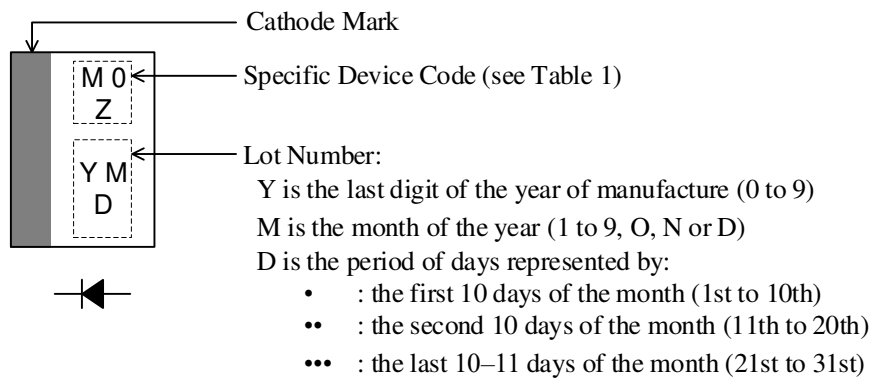 Cathode Mark
M 0
Z
Specific Device Code (see Table 1)
Y M
D
Lot Number:
Y is the last digit of the year of manufacture (0 to 9)
M is the month of the year (1 to 9, O, N or D)
D is the period of days represented by:
• : the first 10 days of the month (1st to 10th)
•• : the second 10 days of the month (11th to 20th)
••• : the last 10–11 days of the month (21st to 31st)